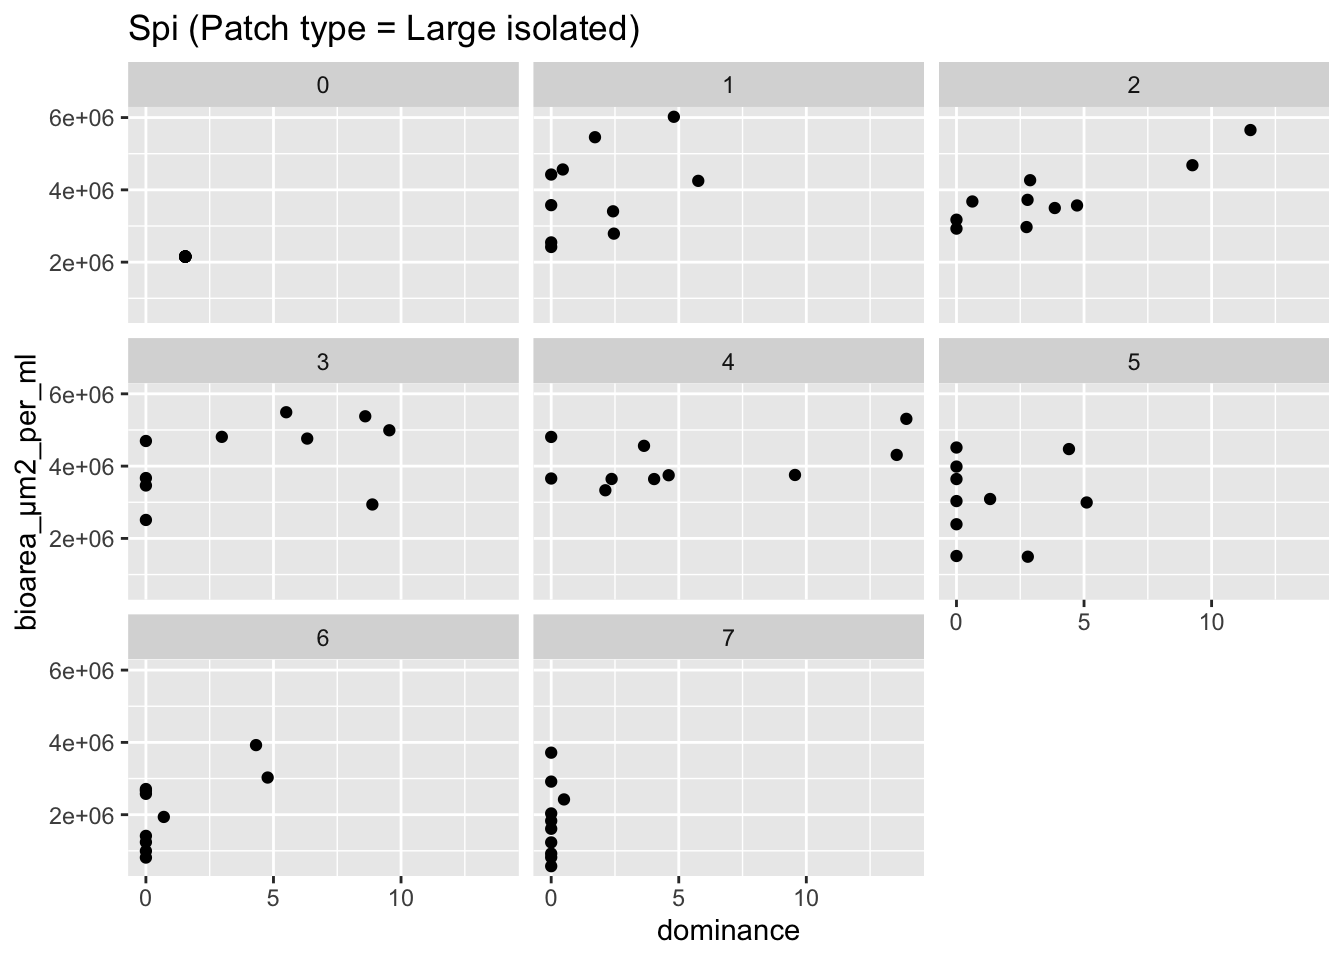 Spi (Patch type = Large isolated)
0 1 2
6e+06
4e+06
2e+06
3 4 5
6e+06
4e+06
2e+06
0 5 10
6 7
6e+06
4e+06
2e+06
0 5 10 0 5 10
dominance
bioarea_µm2_per_ml